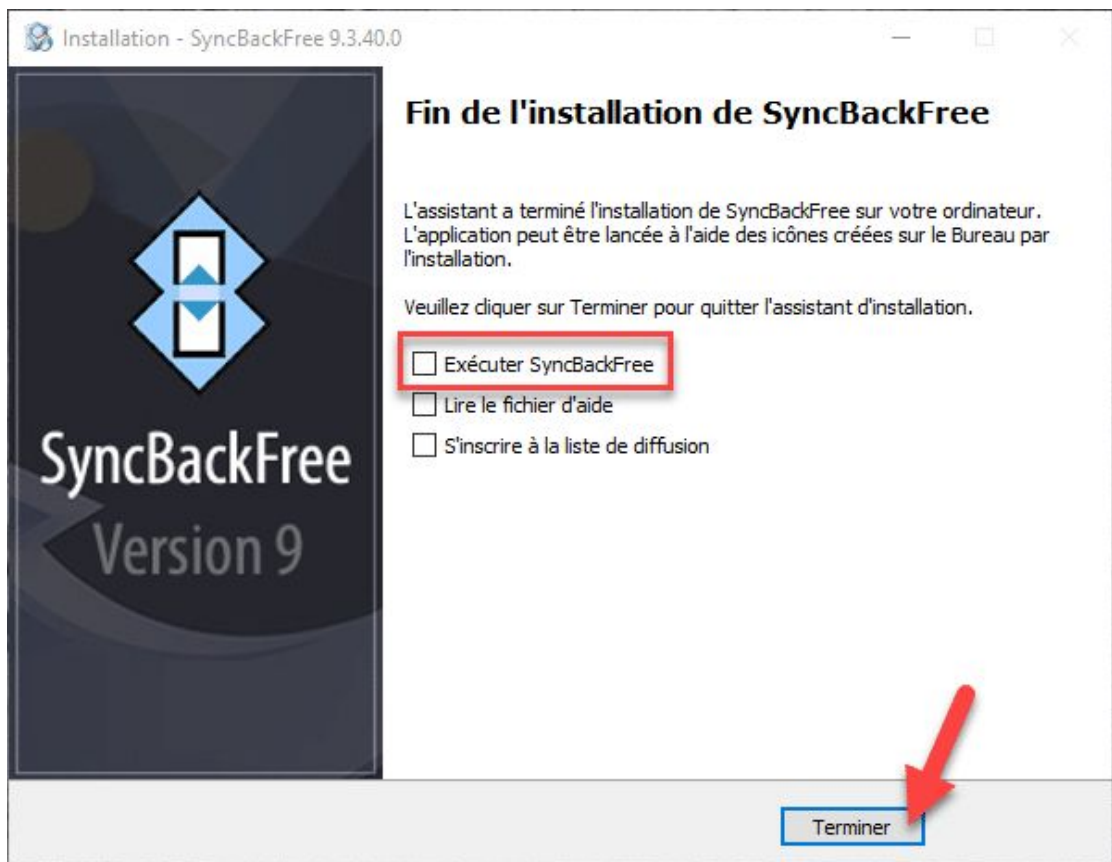 Installation - SyncBackFree 9.3.40.0
Fin de l'installation de SyncBackFree
L'assistant a terminé l'installation de SyncBackFree sur votre ordinateur.
L'application peut être lancée à l'aide des icônes créées sur le Bureau par
l'installation.
Veuillez cliquer sur Terminer pour quitter l'assistant d'installation.
Exécuter SyncBackFree
Lire le fichier d'aide
S'inscrire à la liste de diffusion
SyncBackFree
Version 9
Terminer